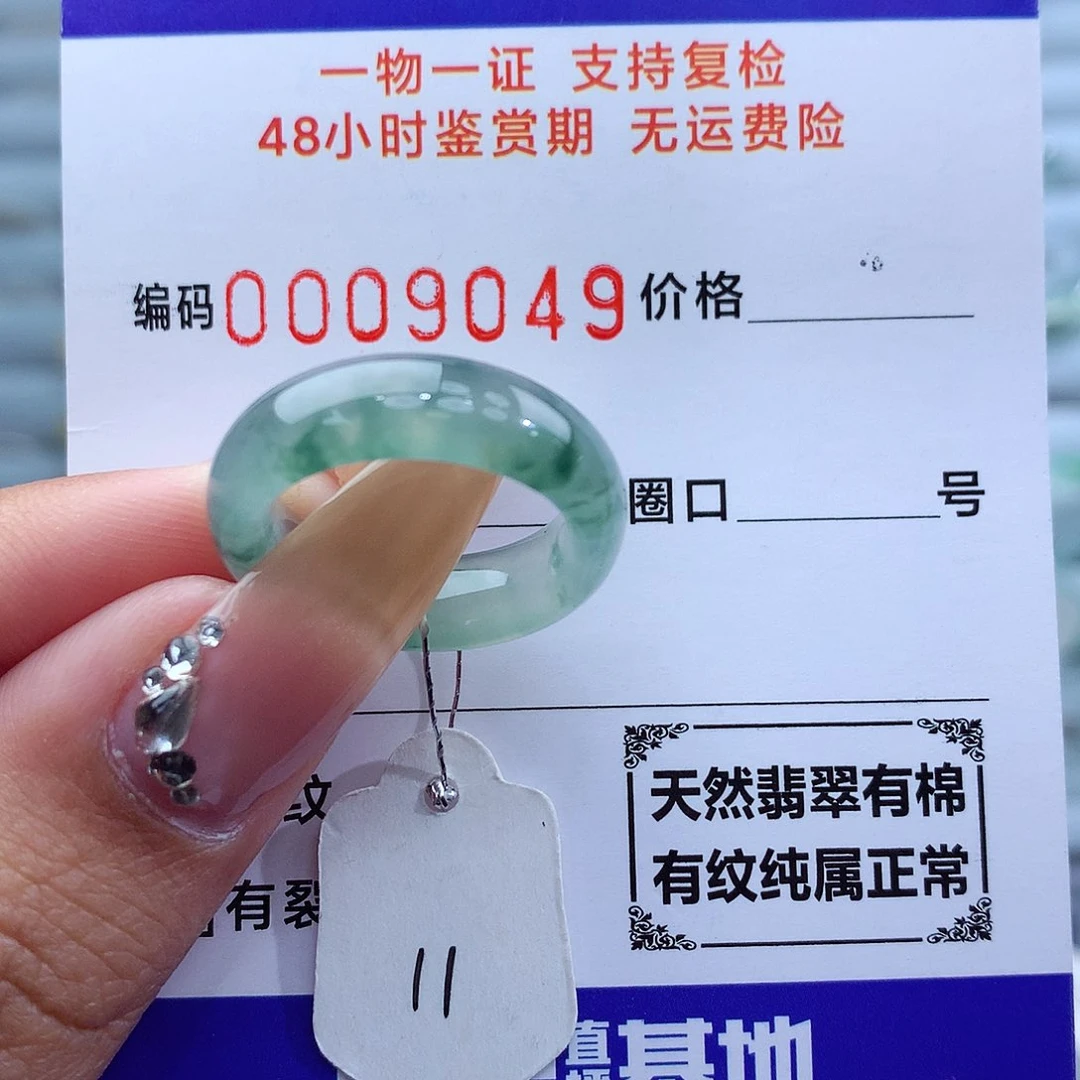 一物一证 支持复检
48小时鉴赏期 无运费险
编码0009049价格
圈口 号
纹
有裂
天然翡翠有棉
有纹纯属正常
11
基地